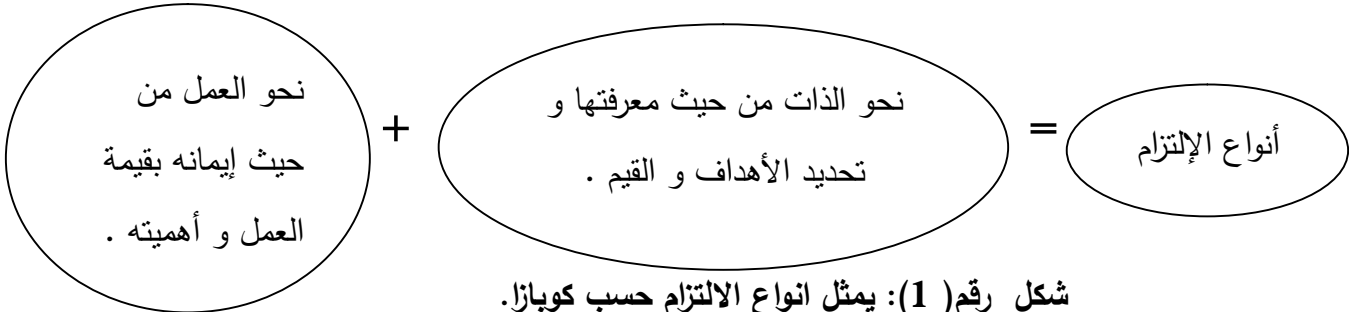 أنواع الإلتزام
=
نحو الذات من حيث معرفتها و
تحديد الأهداف و القيم .
+
نحو العمل من
حيث إيمانه بقيمة
العمل و أهميته .
شكل رقم( 1): يمثل انواع الالتزام حسب كوبازا.